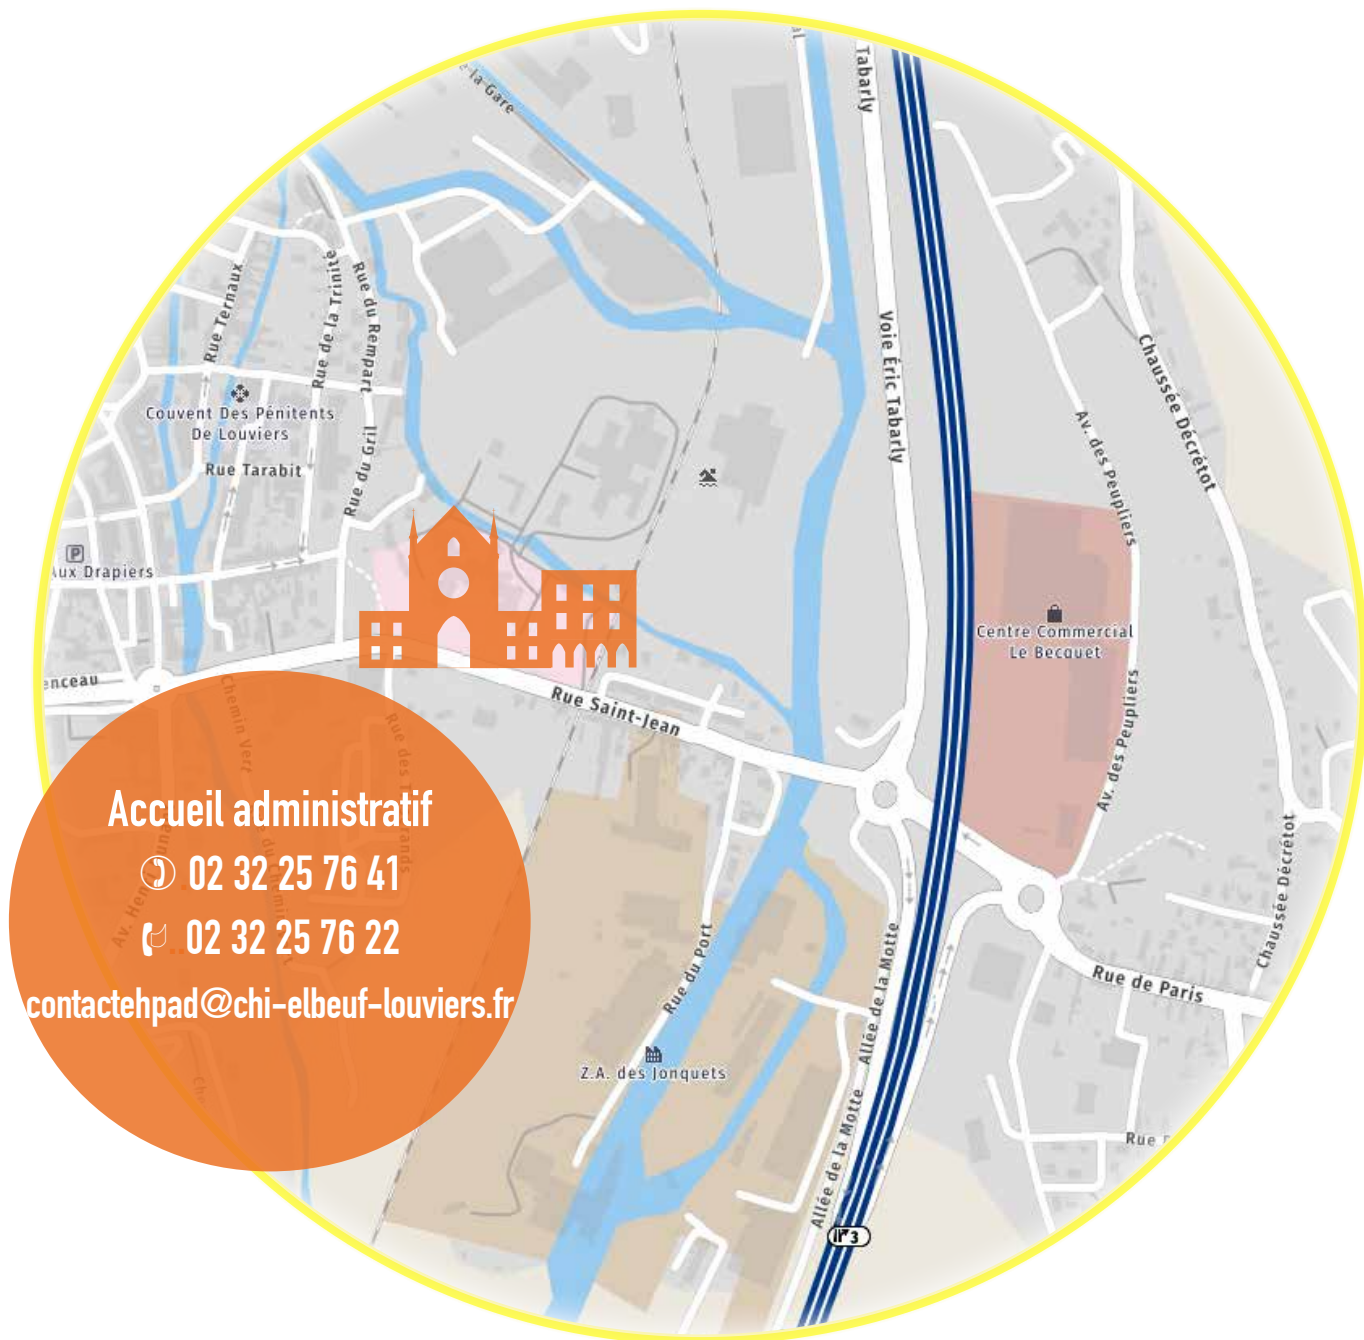 e-la-Gare
Tabarly
Rue Ternaux
Rue de la Trinité
Rue du Rempart
Voie Éric Tabarly
Chaussée Décrétot
Couvent Des Pénitents
De Louviers
Rue Tarabit
Rue du Gril
Av. des Peupliers
P
Aux Drapiers
Centre Commercial
Le Becquet
enceau
Rue Saint-Jean
Chemin Vert
Av. des Peupliers
Accueil administratif
02 32 25 76 41
02 32 25 76 22
contactehpad@chi-elbeuf-louviers.fr
Chaussée Décrétot
Rue du Port
Allée de la Motte
Rue de Paris
Z.A. des Jonquets
Allée de la Motte
Rue
3